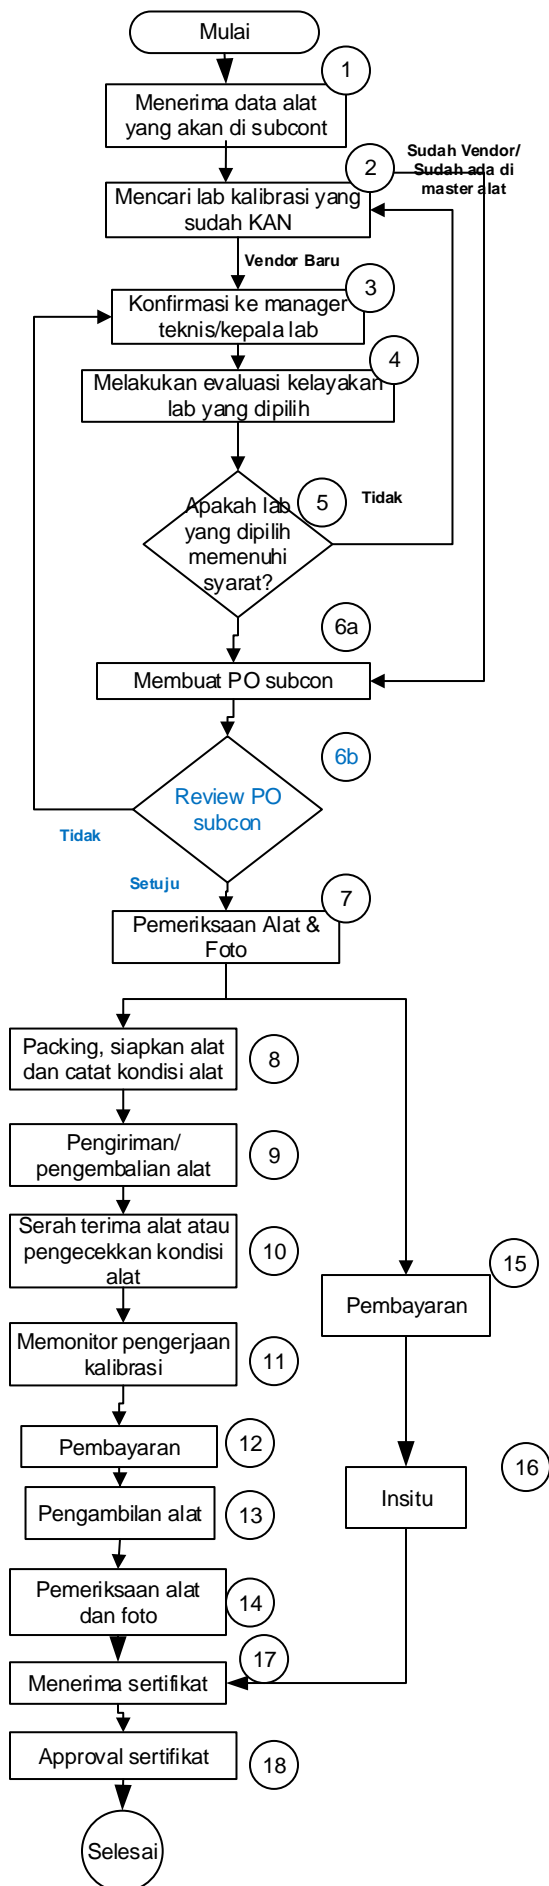 Mulai
1
Menerima data alat
yang akan di subcont
2
Sudah Vendor/
Sudah ada di
master alat
Mencari lab kalibrasi yang
sudah KAN
Vendor Baru
3
Konfirmasi ke manager
teknis/kepala lab
4
Melakukan evaluasi kelayakan
lab yang dipilih
5
Tidak
Apakah lab
yang dipilih
memenuhi
syarat?
6a
Membuat PO subcon
6b
Review PO
subcon
Tidak
Setuju
7
Pemeriksaan Alat &
Foto
Packing, siapkan alat
dan catat kondisi alat
8
Pengiriman/
pengembalian alat
9
Serah terima alat atau
pengecekkan kondisi
alat
10
15
Pembayaran
Memonitor pengerjaan
kalibrasi
11
Pembayaran
12
16
Insitu
Pengambilan alat
13
Pemeriksaan alat
dan foto
14
17
Menerima sertifikat
Approval sertifikat
18
Selesai